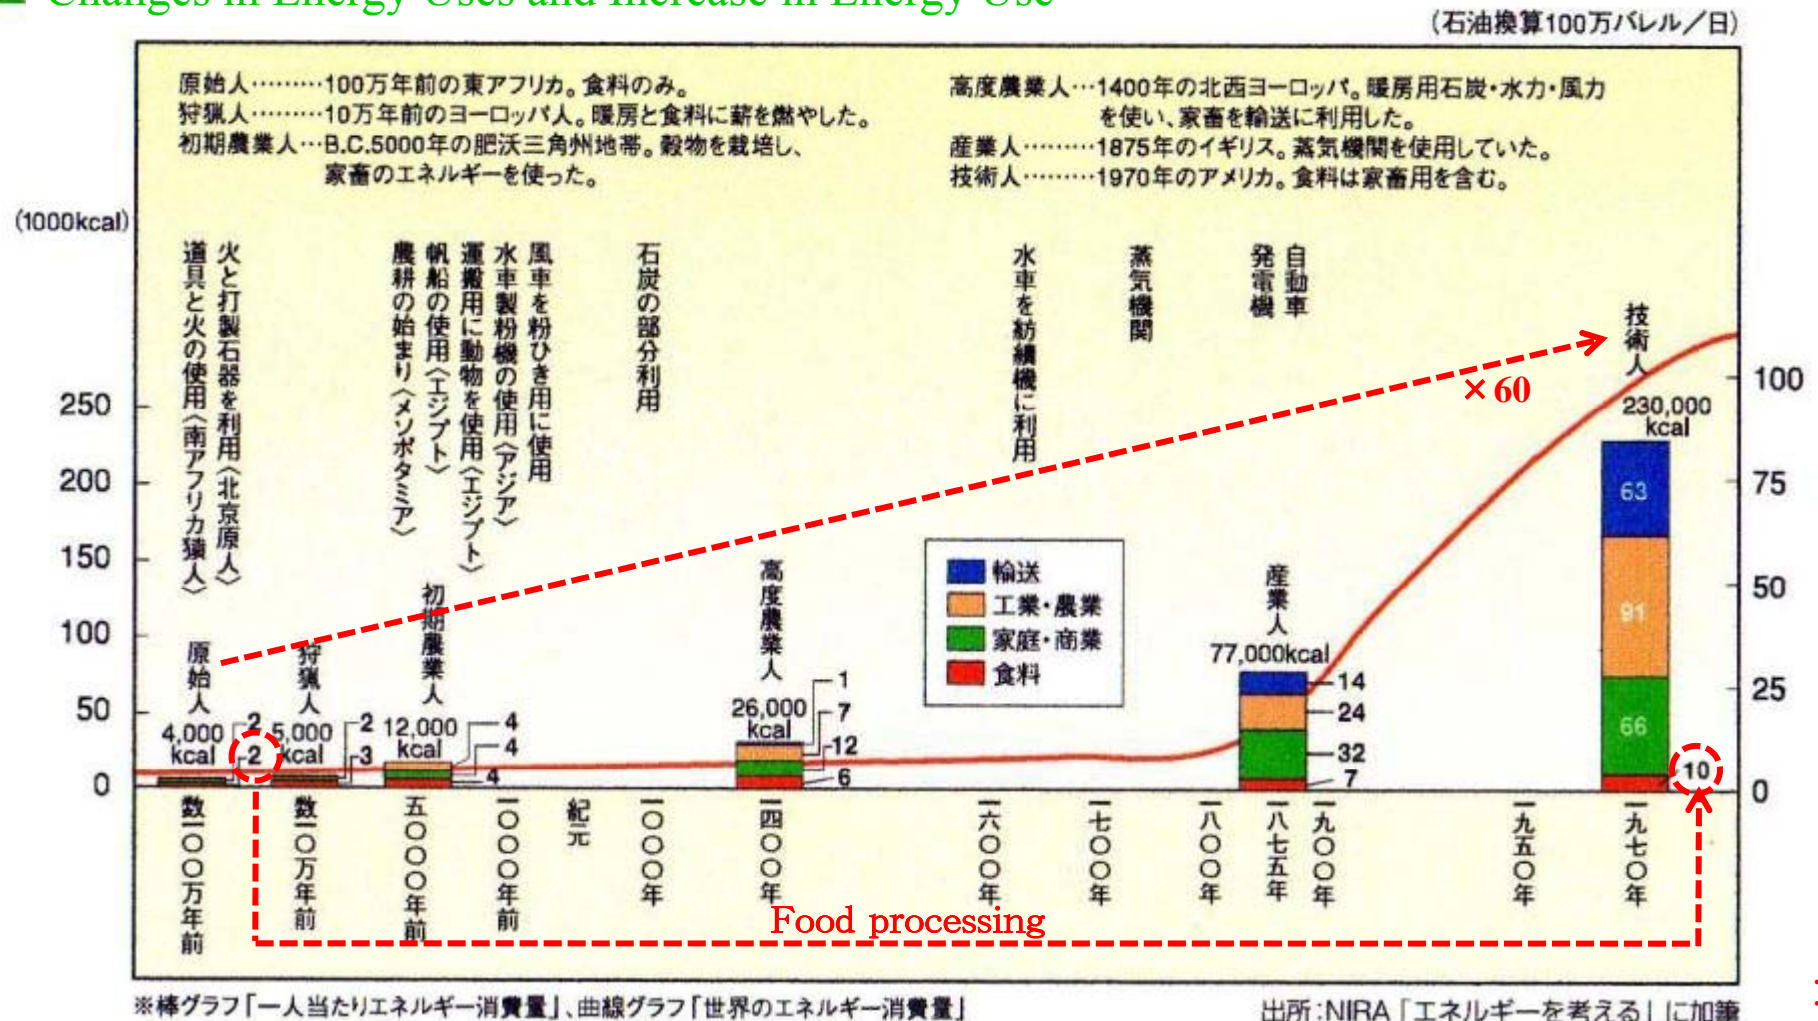 Changes in Energy Uses and Increase in Energy Use
(石油換算100万バレル／日)
原始人………100万年前の東アフリカ。食料のみ。
狩猟人………10万年前のヨーロッパ人。暖房と食料に薪を燃やした。
初期農業人…B.C.5000年の肥沃三角州地帯。穀物を栽培し、
家畜のエネルギーを使った。
高度農業人…1400年の北西ヨーロッパ。暖房用石炭・水力・風力
を使い、家畜を輸送に利用した。
産業人………1875年のイギリス。蒸気機関を使用していた。
技術人………1970年のアメリカ。食料は家畜用を含む。
(1000kcal)
250
200
150
100
50
0
道具と火の使用〈南アフリカ猿人〉
火と打製石器を利用〈北京原人〉
農耕の始まり〈メソポタミア〉
帆船の使用〈エジプト〉
運搬用に動物を使用〈エジプト〉
水車製粉機の使用〈アジア〉
風車を粉ひき用に使用
石炭の部分利用
水車を紡績機に利用
蒸気機関
発電機
自動車
×60
100
75
50
25
0
原始人
4,000
kcal
2
2
狩猟人
5,000
kcal
2
3
初期農業人
12,000
kcal
4
4
4
高度農業人
26,000
kcal
1
7
12
6
輸送
工業・農業
家庭・商業
食料
産業人
77,000kcal
14
24
32
7
技術人
230,000
kcal
63
91
66
10
数一〇〇万年前
数一〇万年前
五〇〇〇年前
一〇〇〇年前
紀元
一〇〇〇年
一四〇〇年
一六〇〇年
一七〇〇年
一八〇〇年
一八七五年
一九〇〇年
一九五〇年
一九七〇年
Food processing
※棒グラフ「一人当たりエネルギー消費量」、曲線グラフ「世界のエネルギー消費量」
出所：NIRA「エネルギーを考える」に加筆